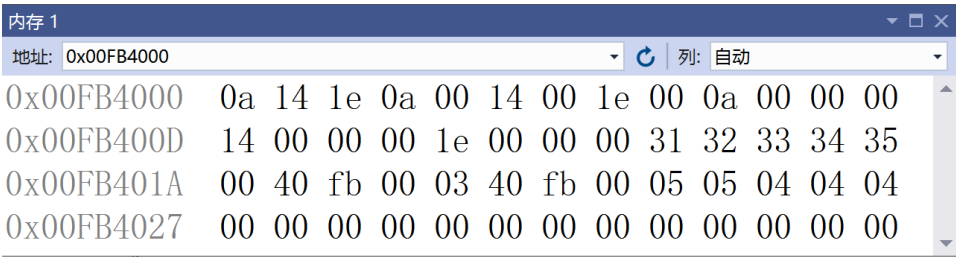 内存 1
地址: 0x00FB4000 列: 自动
0x00FB4000 0a 14 1e 0a 00 14 00 1e 00 0a 00 00 00
0x00FB400D 14 00 00 00 1e 00 00 00 31 32 33 34 35
0x00FB401A 00 40 fb 00 03 40 fb 00 05 05 04 04 04
0x00FB4027 00 00 00 00 00 00 00 00 00 00 00 00 00